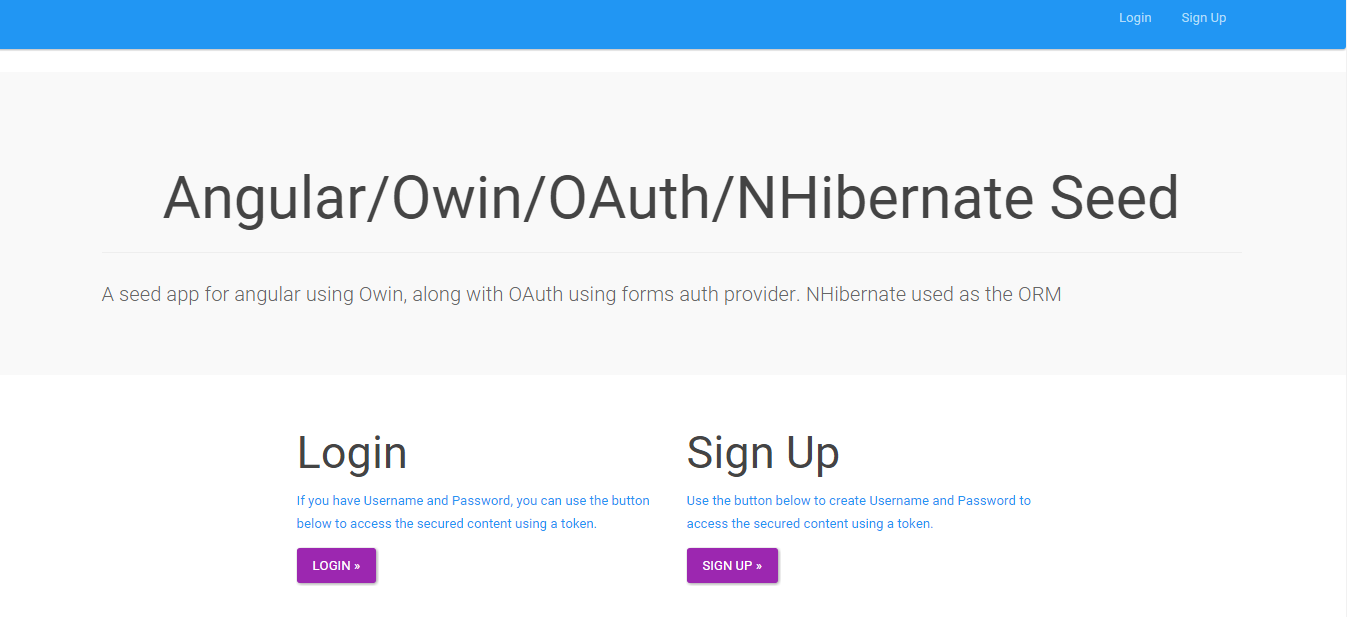 Login Sign Up
Angular/Owin/OAuth/NHibernate Seed
A seed app for angular using Owin, along with OAuth using forms auth provider. NHibernate used as the ORM
Login
If you have Username and Password, you can use the button
below to access the secured content using a token.
LOGIN »
Sign Up
Use the button below to create Username and Password to
access the secured content using a token.
SIGN UP »